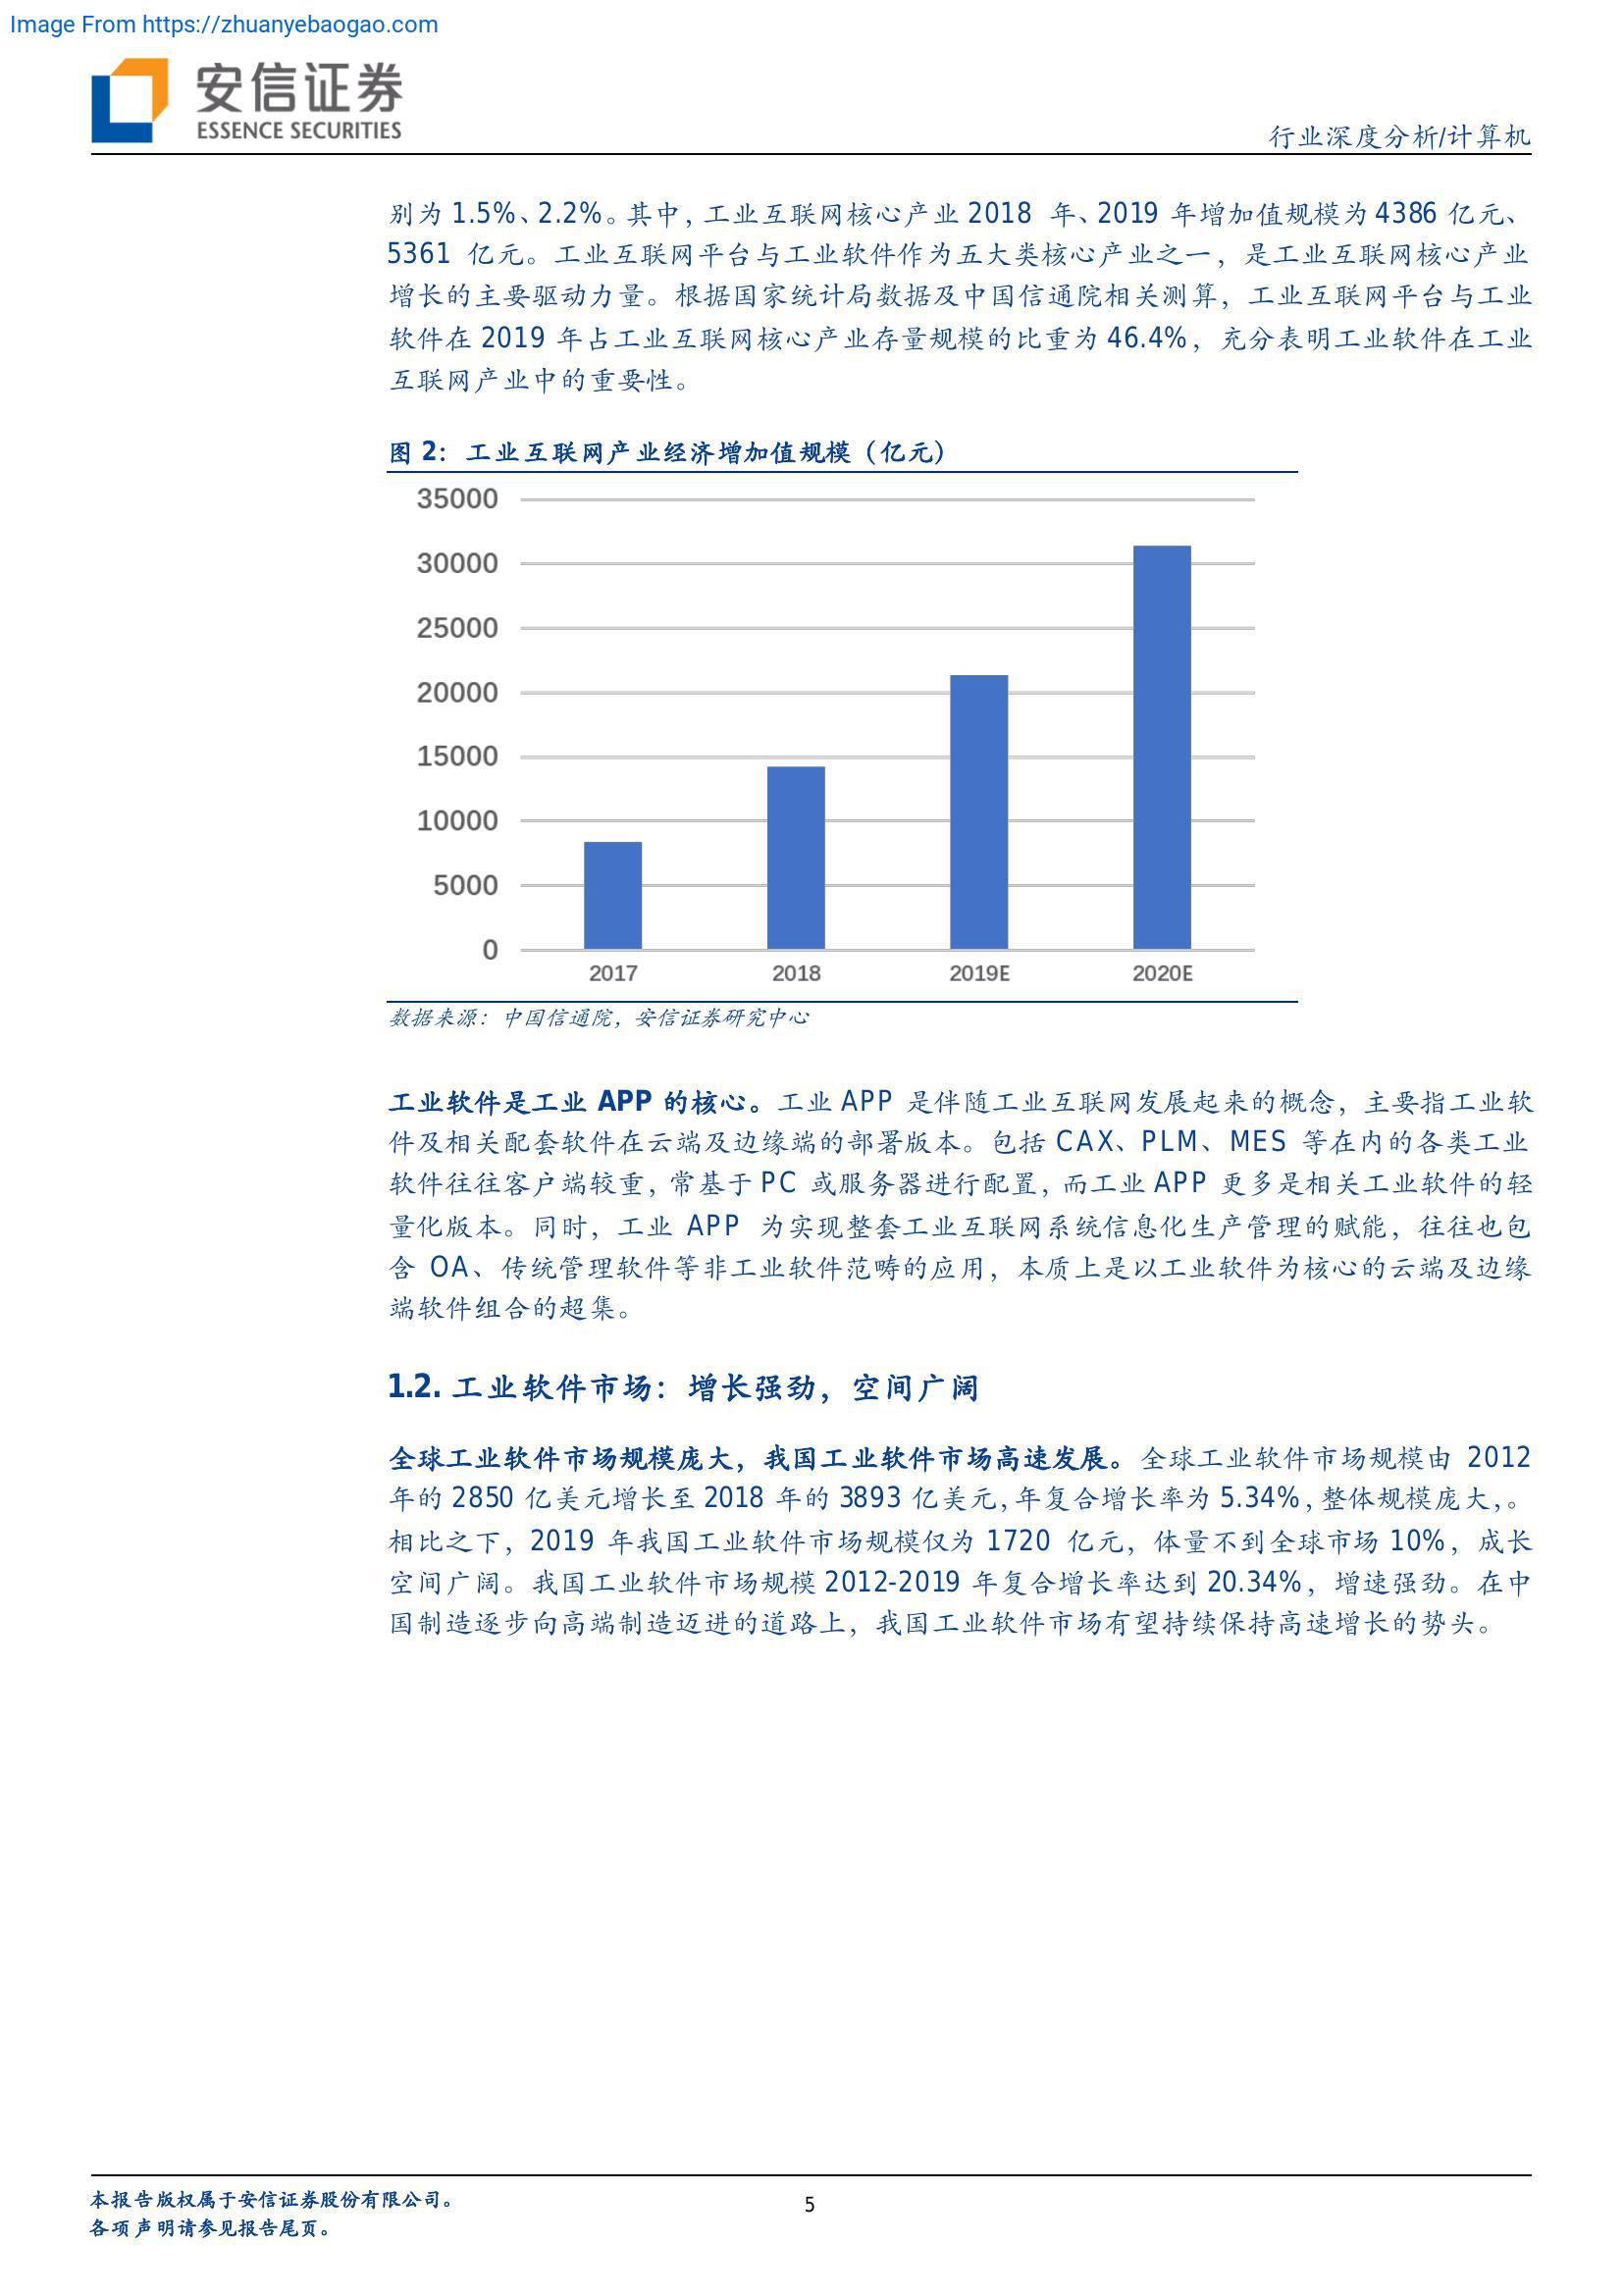 Image From https://zhuanyebaogao.com
安信证券
ESSENCE SECURITIES
行业深度分析/计算机
别为 1.5%、2.2%。其中，工业互联网核心产业 2018 年、2019 年增加值规模为 4386 亿元、
5361 亿元。工业互联网平台与工业软件作为五大类核心产业之一，是工业互联网核心产业
增长的主要驱动力量。根据国家统计局数据及中国信通院相关测算，工业互联网平台与工业
软件在 2019 年占工业互联网核心产业存量规模的比重为 46.4%，充分表明工业软件在工业
互联网产业中的重要性。
图 2：工业互联网产业经济增加值规模（亿元）
35000
30000
25000
20000
15000
10000
5000
0
2017 2018 2019E 2020E
数据来源：中国信通院，安信证券研究中心
工业软件是工业 APP 的核心。工业 APP 是伴随工业互联网发展起来的概念，主要指工业软
件及相关配套软件在云端及边缘端的部署版本。包括 CAX、PLM、MES 等在内的各类工业
软件往往客户端较重，常基于 PC 或服务器进行配置，而工业 APP 更多是相关工业软件的轻
量化版本。同时，工业 APP 为实现整套工业互联网系统信息化生产管理的赋能，往往也包
含 OA、传统管理软件等非工业软件范畴的应用，本质上是以工业软件为核心的云端及边缘
端软件组合的超集。
1.2. 工业软件市场：增长强劲，空间广阔
全球工业软件市场规模庞大，我国工业软件市场高速发展。全球工业软件市场规模由 2012
年的 2850 亿美元增长至 2018 年的 3893 亿美元，年复合增长率为 5.34%，整体规模庞大，。
相比之下，2019 年我国工业软件市场规模仅为 1720 亿元，体量不到全球市场 10%，成长
空间广阔。我国工业软件市场规模 2012-2019 年复合增长率达到 20.34%，增速强劲。在中
国制造逐步向高端制造迈进的道路上，我国工业软件市场有望持续保持高速增长的势头。
本报告版权属于安信证券股份有限公司。
各项声明请参见报告尾页。
5